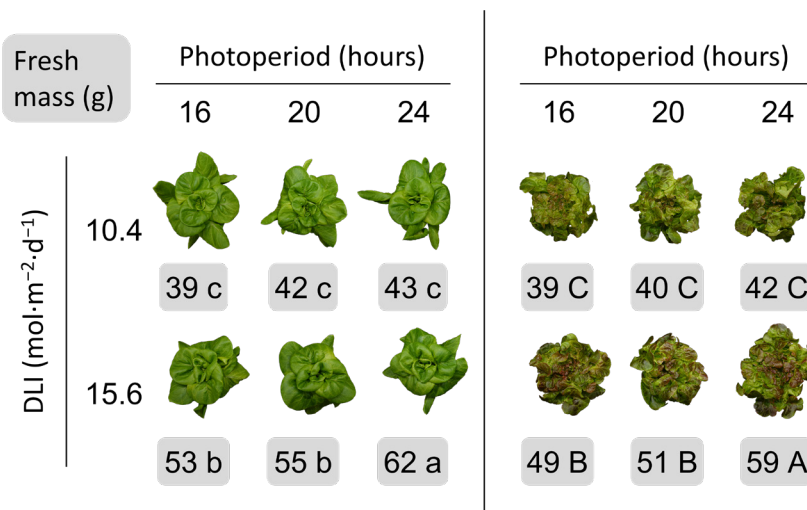 Fresh
mass (g)
Photoperiod (hours)
Photoperiod (hours)
16 20 24
16 20 24
DLI (mol·m⁻²·d⁻¹)
10.4
39 c 42 c 43 c
39 C 40 C 42 C
15.6
53 b 55 b 62 a
49 B 51 B 59 A